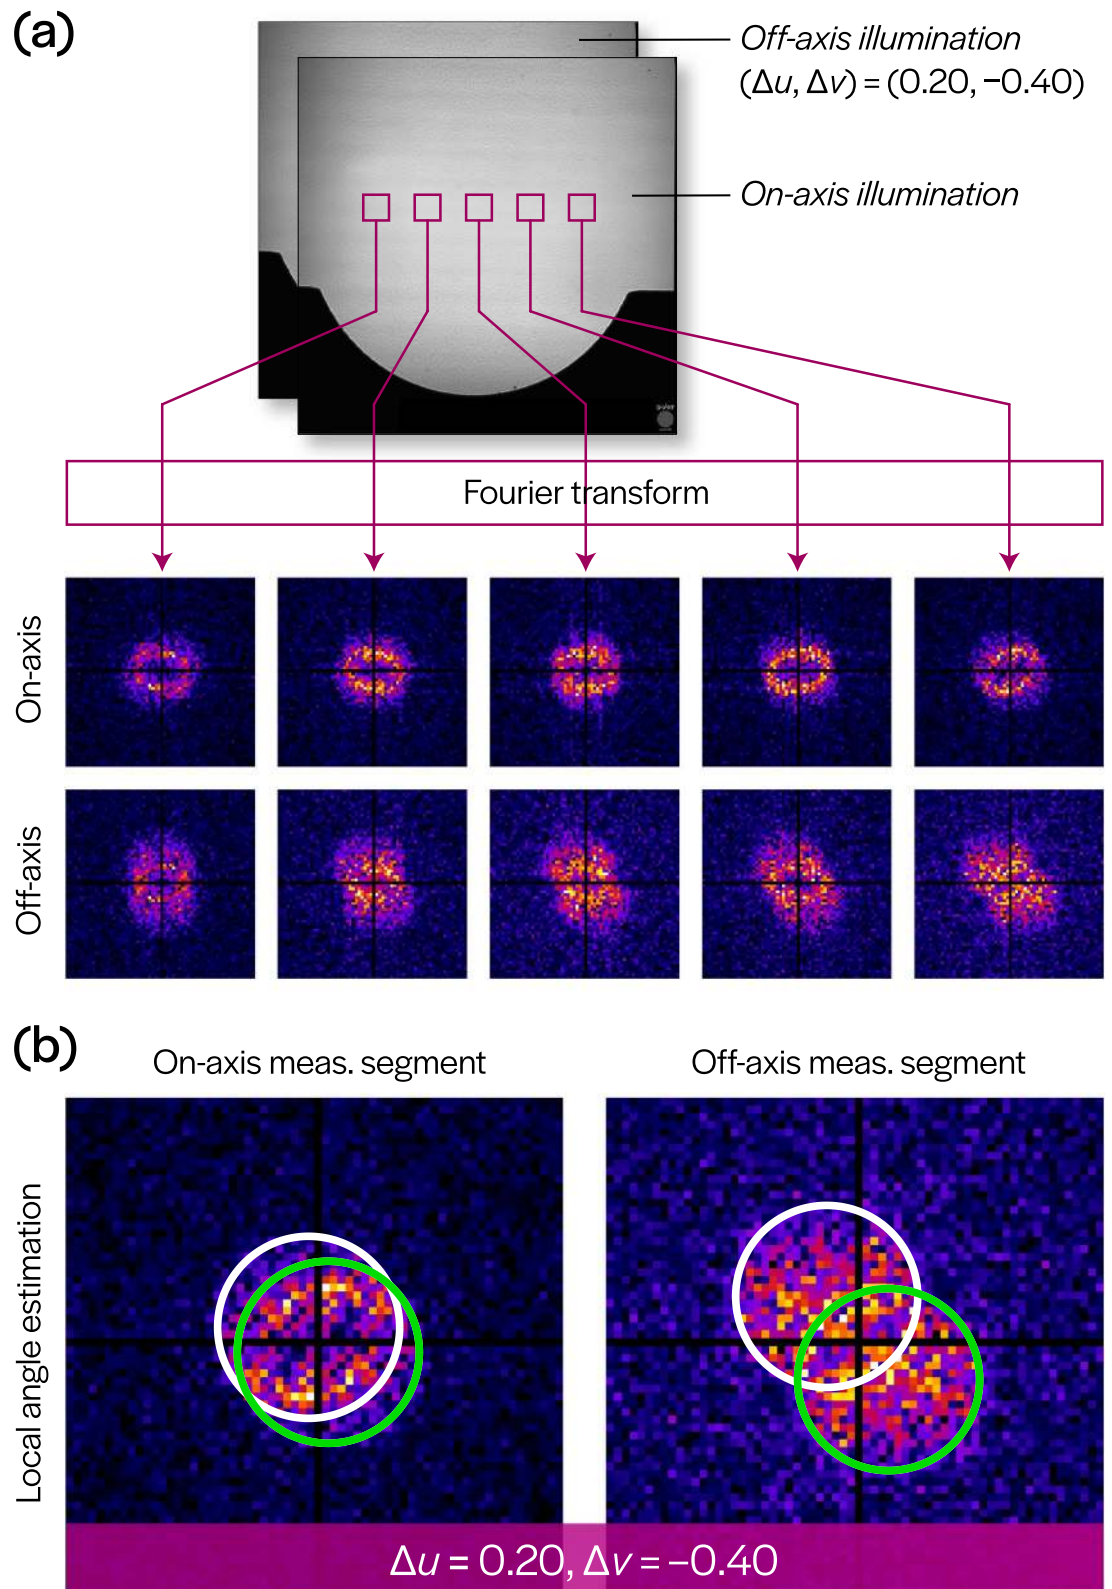 (a)
Off-axis illumination
(Δu, Δv) = (0.20, −0.40)
On-axis illumination
Fourier transform
On-axis
Off-axis
(b)
On-axis meas. segment
Off-axis meas. segment
Local angle estimation
Δu = 0.20, Δv = −0.40